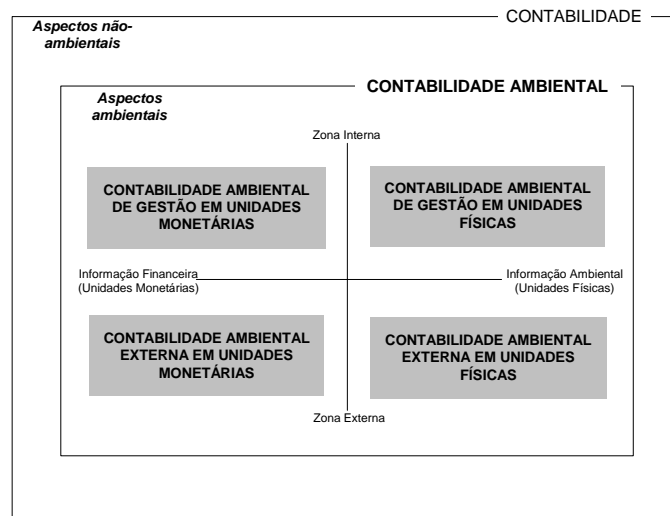 CONTABILIDADE
Aspectos não-
ambientais
CONTABILIDADE AMBIENTAL
Aspectos
ambientais
Zona Interna
CONTABILIDADE AMBIENTAL
DE GESTÃO EM UNIDADES
MONETÁRIAS
CONTABILIDADE AMBIENTAL
DE GESTÃO EM UNIDADES
FÍSICAS
Informação Financeira
(Unidades Monetárias)
Informação Ambiental
(Unidades Físicas)
CONTABILIDADE AMBIENTAL
EXTERNA EM UNIDADES
MONETÁRIAS
CONTABILIDADE AMBIENTAL
EXTERNA EM UNIDADES
FÍSICAS
Zona Externa